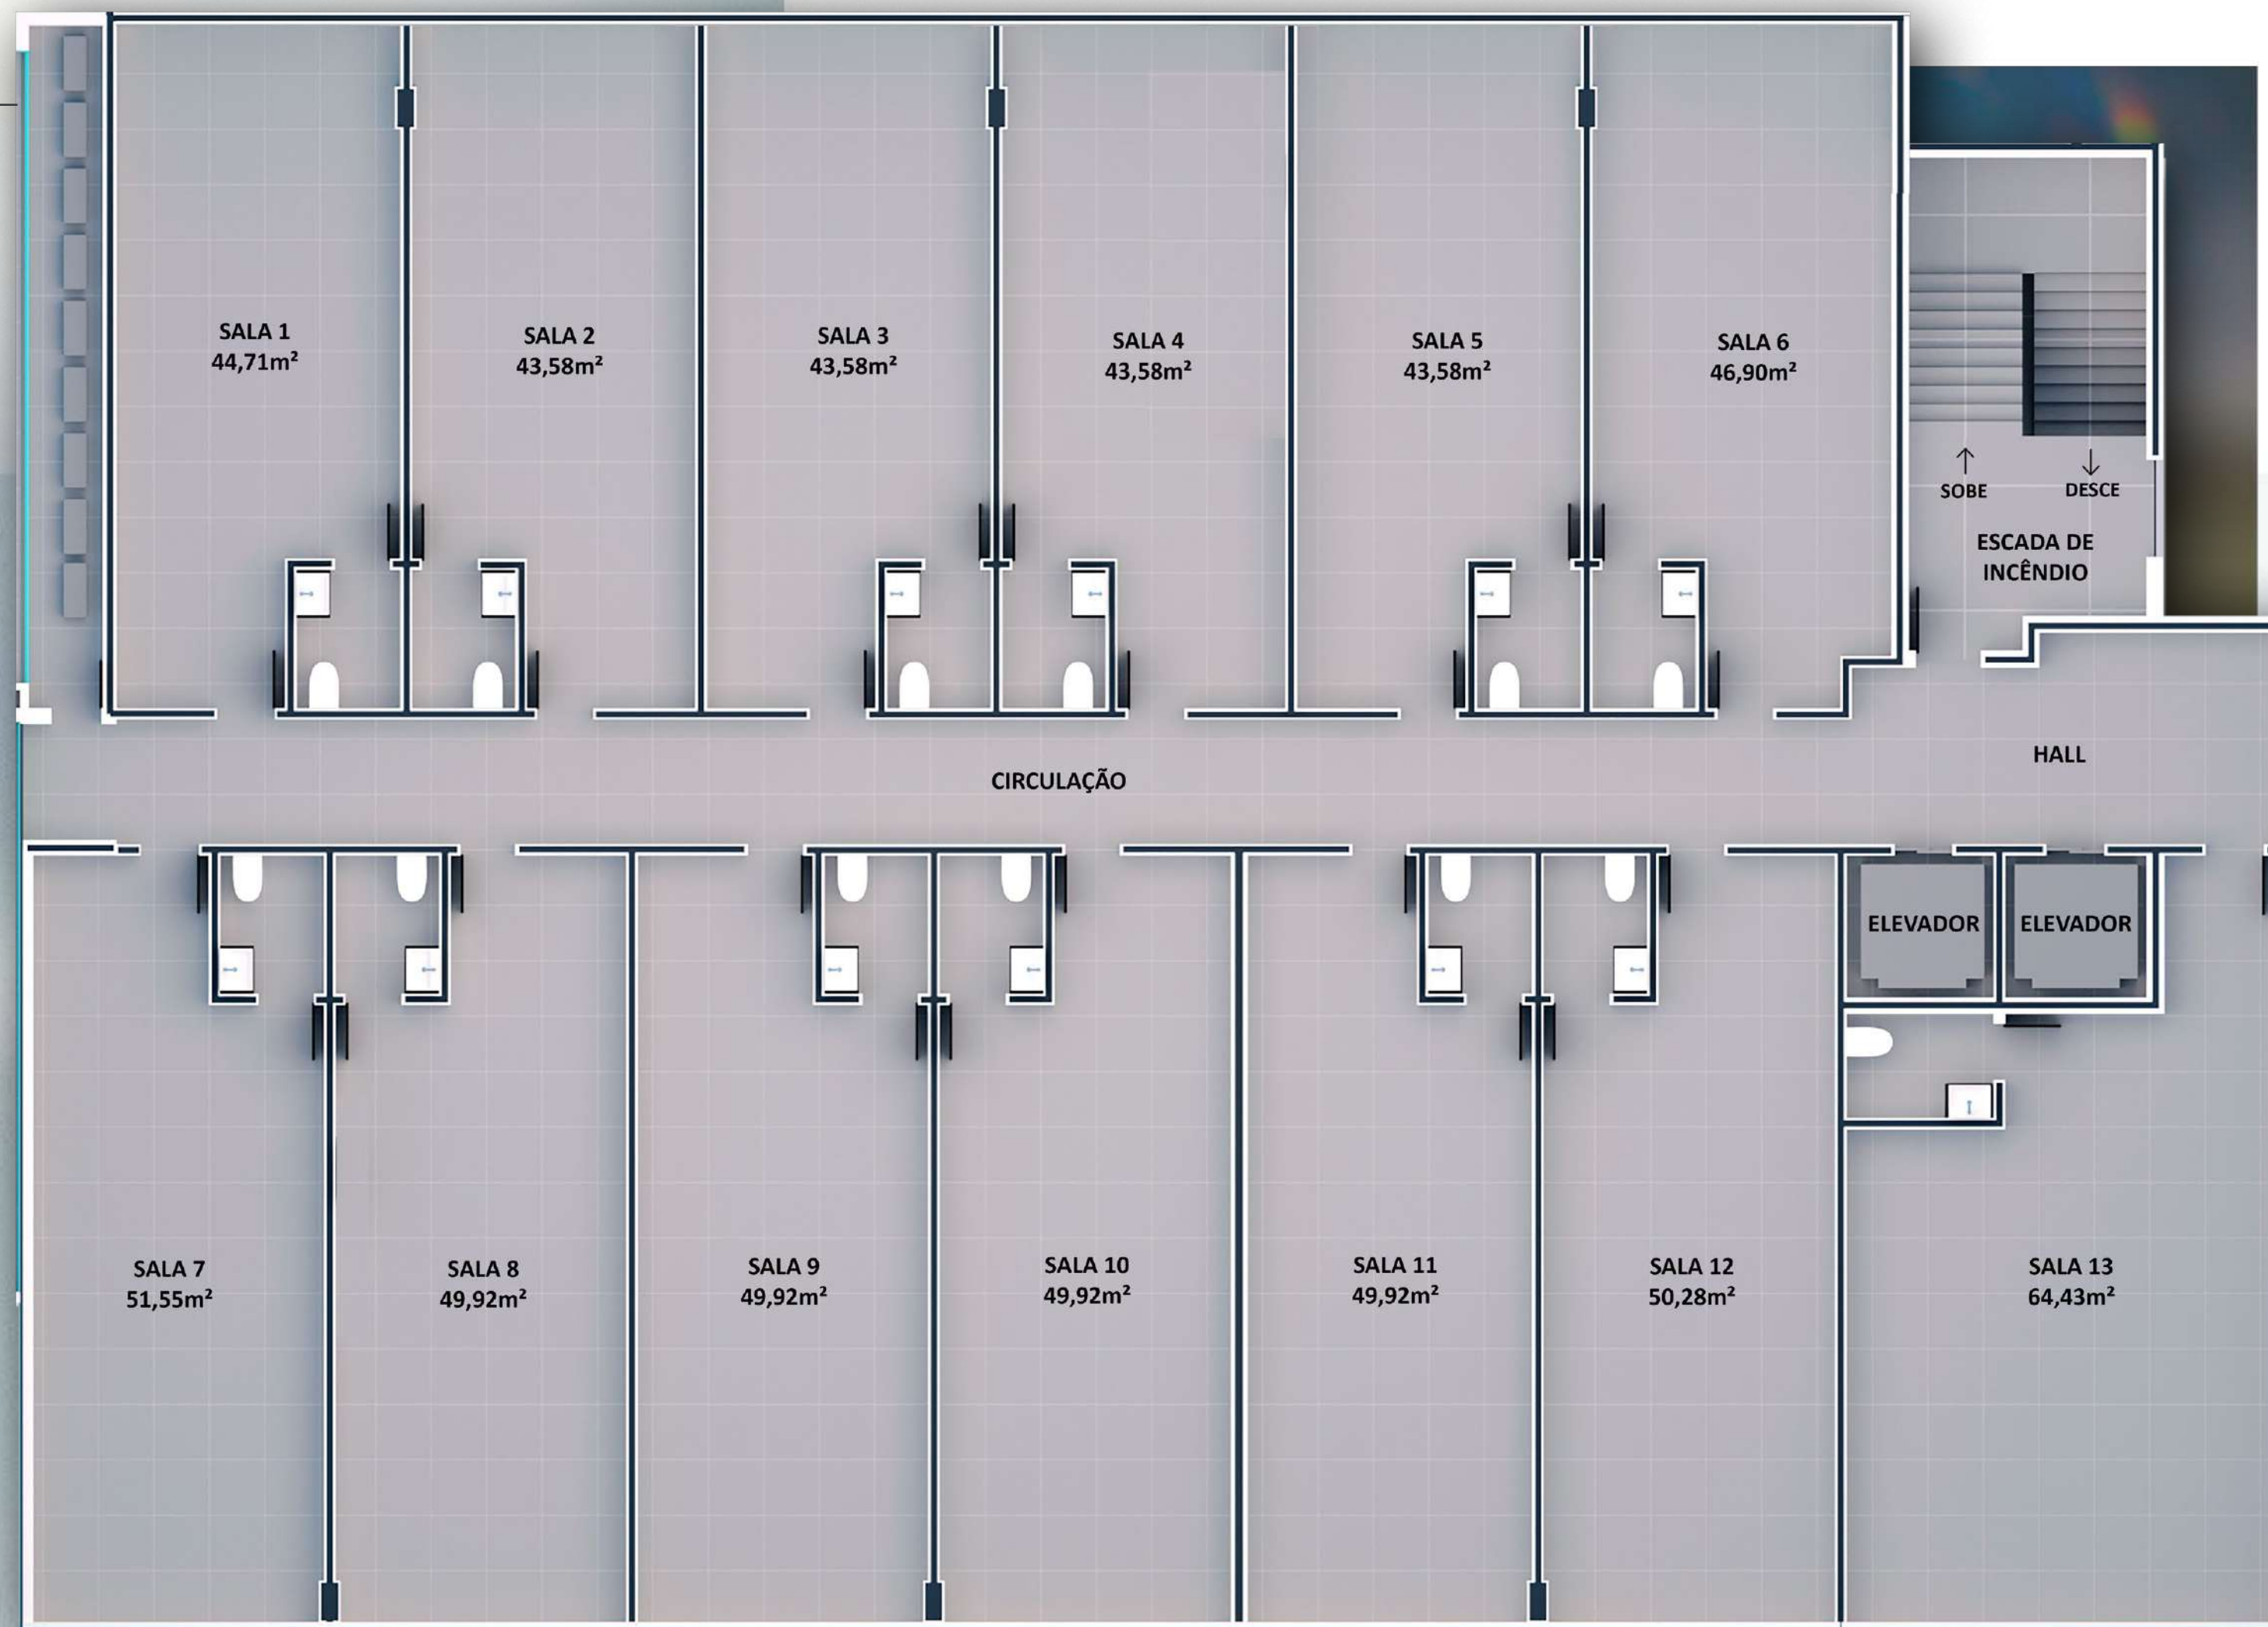 SALA 1
44,71m²
SALA 2
43,58m²
SALA 3
43,58m²
SALA 4
43,58m²
SALA 5
43,58m²
SALA 6
46,90m²
SOBE
DESCE
ESCADA DE
INCÊNDIO
CIRCULAÇÃO
HALL
ELEVADOR
ELEVADOR
SALA 7
51,55m²
SALA 8
49,92m²
SALA 9
49,92m²
SALA 10
49,92m²
SALA 11
49,92m²
SALA 12
50,28m²
SALA 13
64,43m²